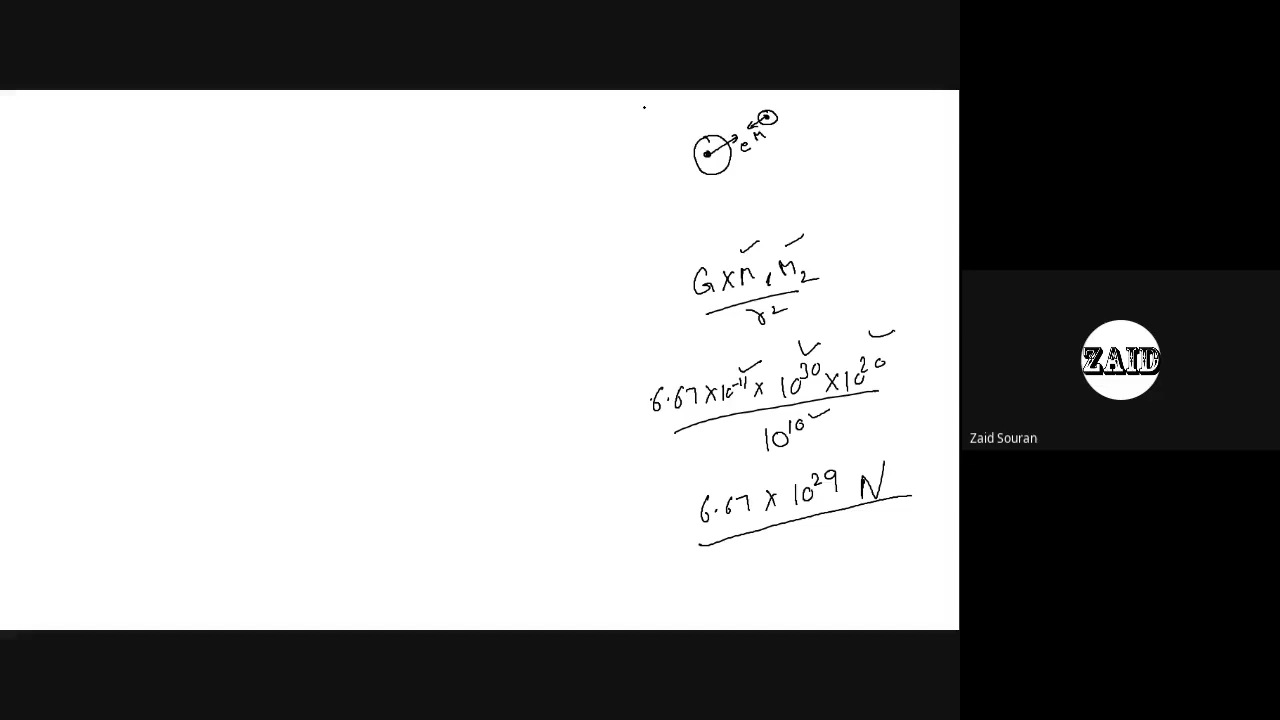 e M
G × M₁ M₂
r²
6.67 × 10⁻¹¹ × 10³⁰ × 10²⁰
10¹⁰
6.67 × 10²⁹ N
ZAID
Zaid Souran